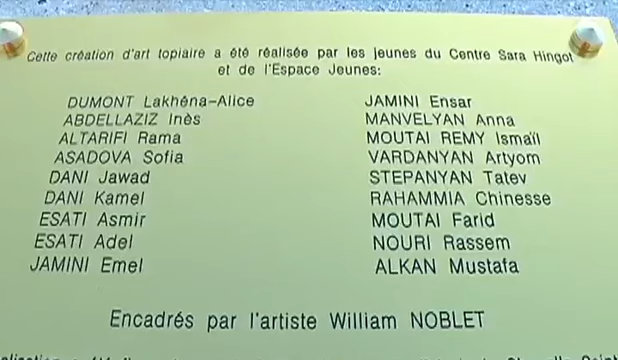 Cette création d'art topiaire a été réalisée par les jeunes du Centre Sara Hingot
et de l'Espace Jeunes:
DUMONT Lakhéna-Alice
ABDELLAZIZ Inès
ALTARIFI Rama
ASADOVA Sofia
DANI Jawad
DANI Kamel
ESATI Asmir
ESATI Adel
JAMINI Emel
JAMINI Ensar
MANVELYAN Anna
MOUTAI REMY Ismaïl
VARDANYAN Artyom
STEPANYAN Tatev
RAHAMMIA Chinesse
MOUTAI Farid
NOURI Rassem
ALKAN Mustafa
Encadrés par l'artiste William NOBLET